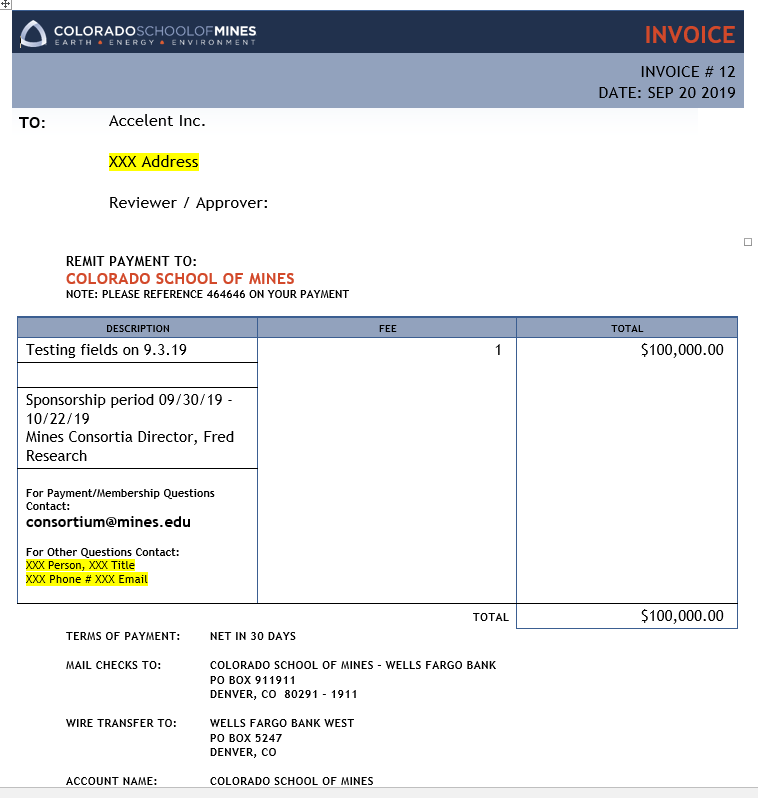 COLORADOSCHOOLOFMINES
EARTH • ENERGY • ENVIRONMENT
INVOICE
INVOICE # 12
DATE: SEP 20 2019
TO:
Accelent Inc.
XXX Address
Reviewer / Approver:
REMIT PAYMENT TO:
COLORADO SCHOOL OF MINES
NOTE: PLEASE REFERENCE 464646 ON YOUR PAYMENT
DESCRIPTION FEE TOTAL
Testing fields on 9.3.19 1 $100,000.00
Sponsorship period 09/30/19 -
10/22/19
Mines Consortia Director, Fred
Research
For Payment/Membership Questions
Contact:
consortium@mines.edu
For Other Questions Contact:
XXX Person, XXX Title
XXX Phone # XXX Email
TOTAL $100,000.00
TERMS OF PAYMENT: NET IN 30 DAYS
MAIL CHECKS TO: COLORADO SCHOOL OF MINES - WELLS FARGO BANK
PO BOX 911911
DENVER, CO 80291 - 1911
WIRE TRANSFER TO: WELLS FARGO BANK WEST
PO BOX 5247
DENVER, CO
ACCOUNT NAME: COLORADO SCHOOL OF MINES